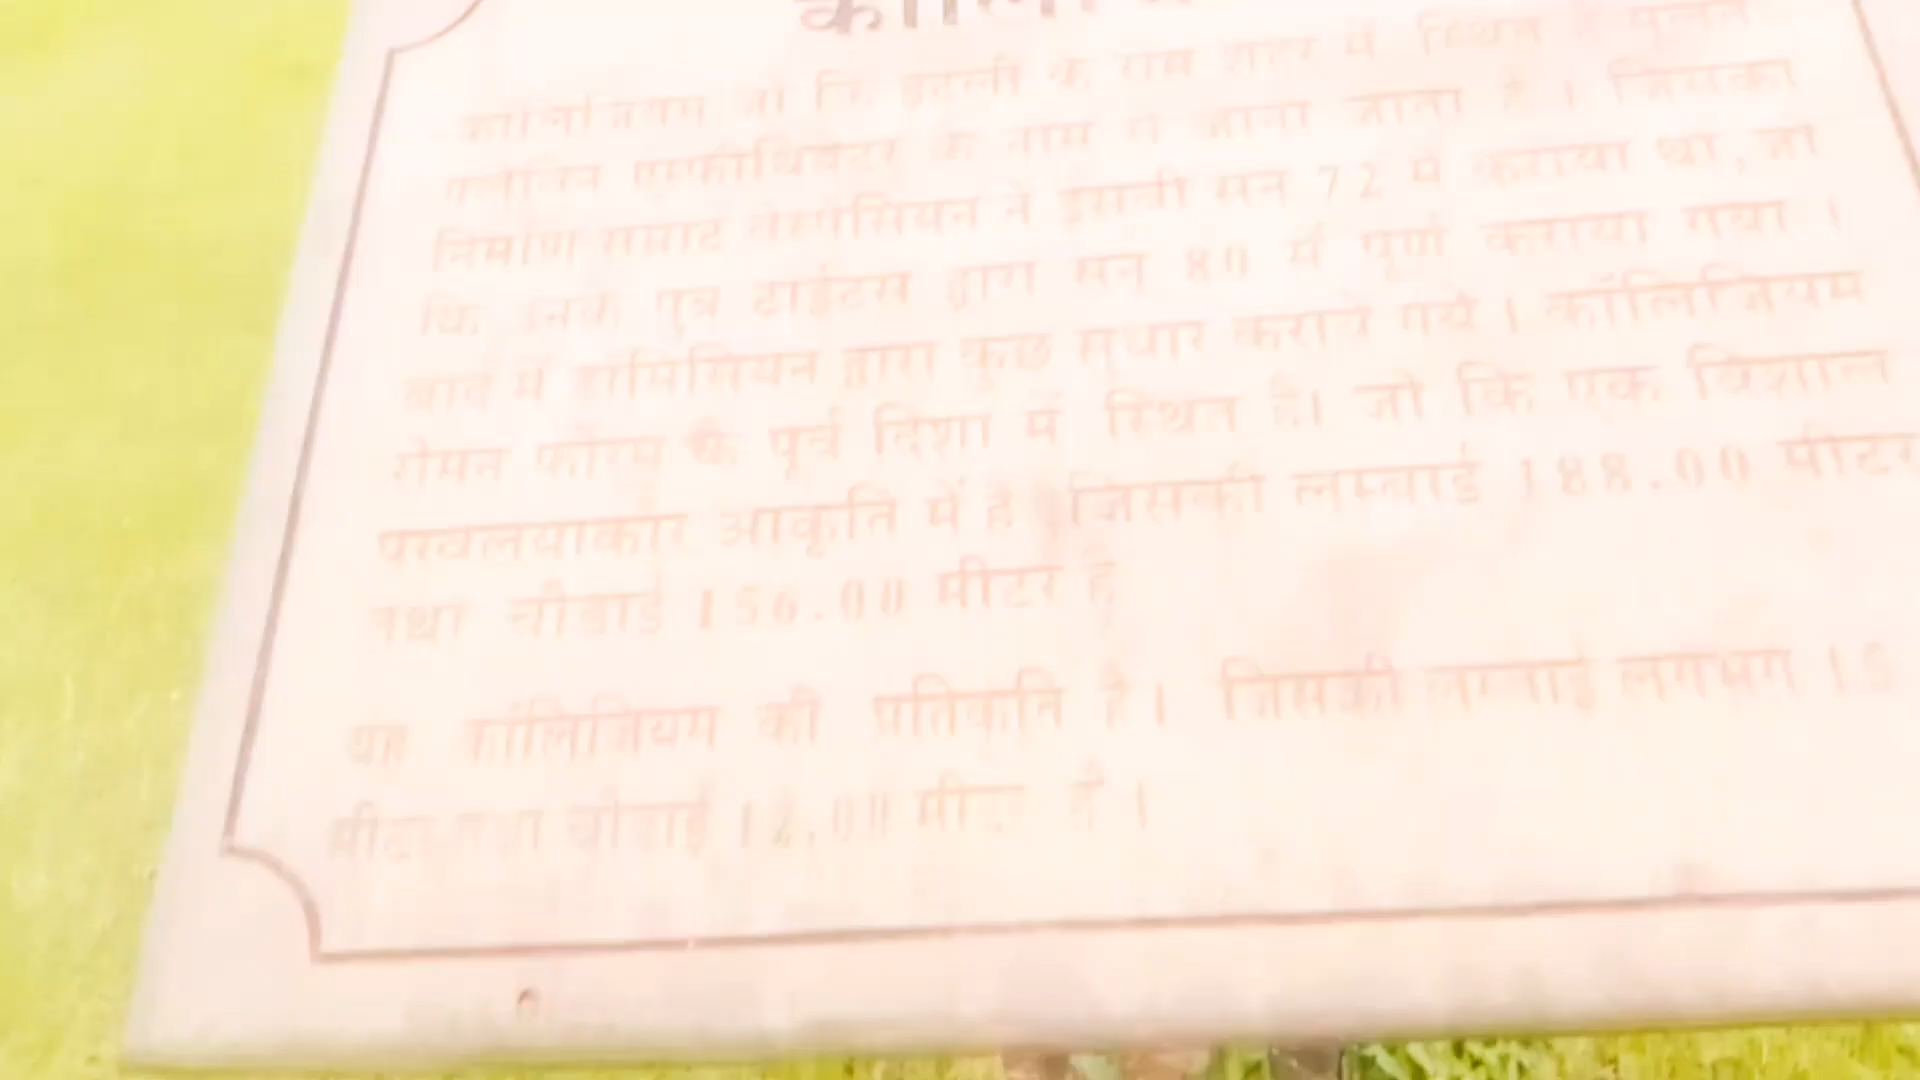 कॉलिजियम जो कि इटली के रोम शहर में स्थित है मूलतः
फ्लेवियन एम्फीथियेटर के नाम से जाना जाता है । जिसका
निर्माण सम्राट वेस्पेसियन ने इसवी सन 72 में कराया था, जो
कि उनके पुत्र टाईटस द्वारा सन् 80 में पूर्ण कराया गया ।
बाद में डोमिसियन द्वारा कुछ सुधार कराये गये । कॉलिजियम
रोमन फोरम के पूर्व दिशा में स्थित है। जो कि एक विशाल
परवलयाकार आकृति में है जिसकी लम्बाई 188.00 मीटर
तथा चौडाई 156.00 मीटर है
यह कॉलिजियम की प्रतिकृति है। जिसकी लम्बाई लगभग 15
मीटर तथा चौडाई 12.00 मीटर है ।